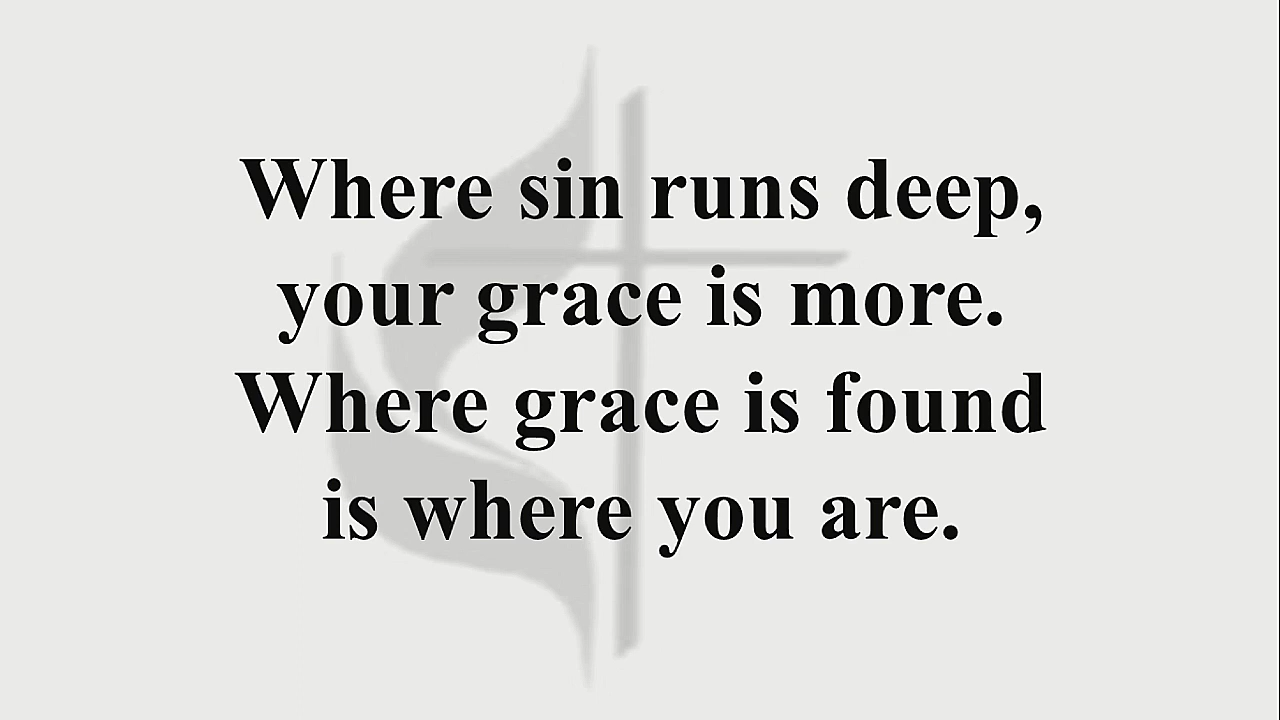 Where sin runs deep,
your grace is more.
Where grace is found
is where you are.